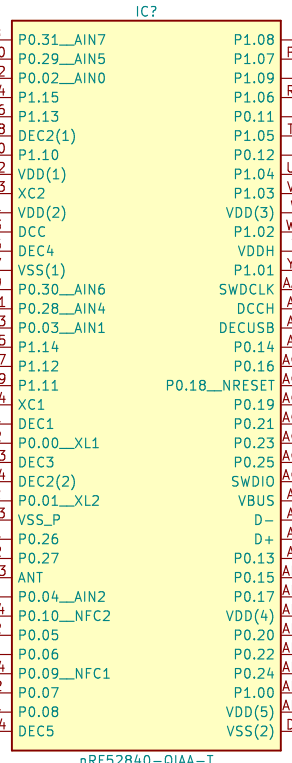 IC?
P0.31__AIN7 P1.08
P0.29__AIN5 P1.07
P0.02__AIN0 P1.09
P1.15 P1.06
P1.13 P0.11
DEC2(1) P1.05
P1.10 P0.12
VDD(1) P1.04
XC2 P1.03
VDD(2) VDD(3)
DCC P1.02
DEC4 VDDH
VSS(1) P1.01
P0.30__AIN6 SWDCLK
P0.28__AIN4 DCCH
P0.03__AIN1 DECUSB
P1.14 P0.14
P1.12 P0.16
P1.11 P0.18__NRESET
XC1 P0.19
DEC1 P0.21
P0.00__XL1 P0.23
DEC3 P0.25
DEC2(2) SWDIO
P0.01__XL2 VBUS
VSS_P D-
P0.26 D+
P0.27 P0.13
ANT P0.15
P0.04__AIN2 P0.17
P0.10__NFC2 VDD(4)
P0.05 P0.20
P0.06 P0.22
P0.09__NFC1 P0.24
P0.07 P1.00
P0.08 VDD(5)
DEC5 VSS(2)
nRF52840-QIAA-T